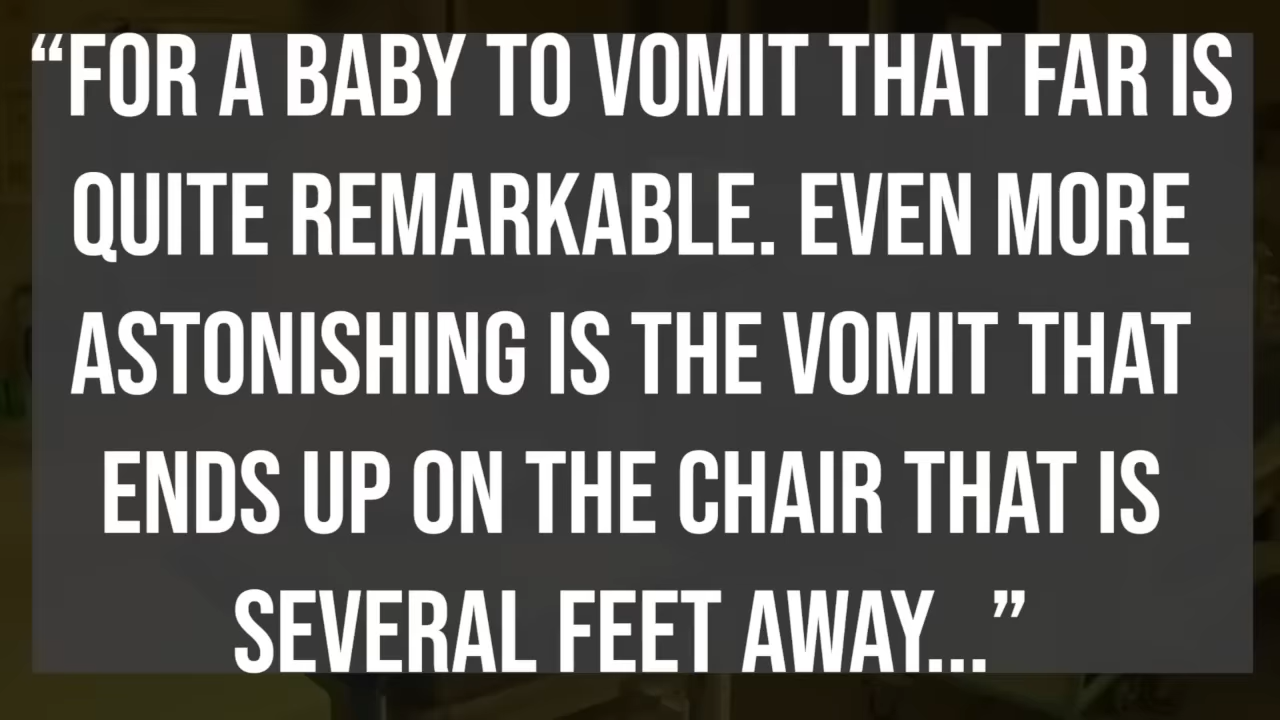 “FOR A BABY TO VOMIT THAT FAR IS
QUITE REMARKABLE. EVEN MORE
ASTONISHING IS THE VOMIT THAT
ENDS UP ON THE CHAIR THAT IS
SEVERAL FEET AWAY...”